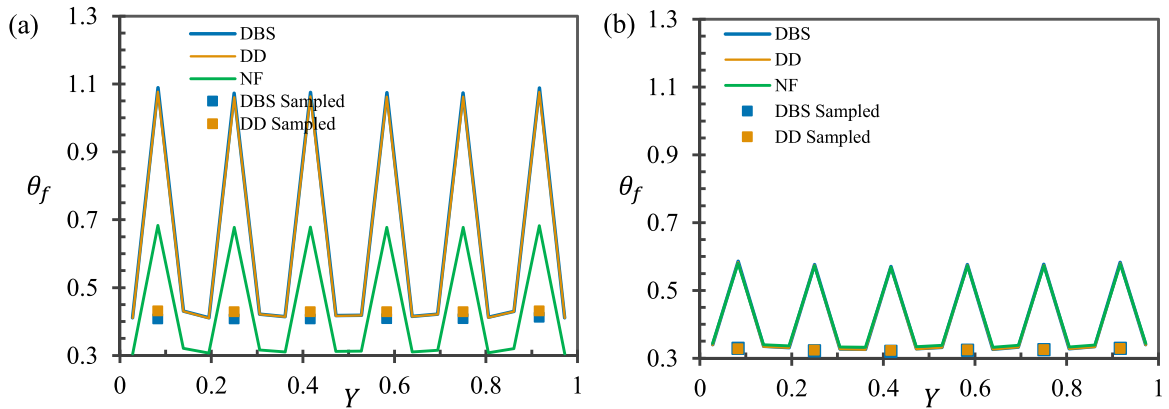 (a)
1.3
1.1
0.9
0.7
0.5
0.3
θf
0 0.2 0.4 0.6 0.8 1
Y
DBS
DD
NF
DBS Sampled
DD Sampled
(b)
1.3
1.1
0.9
0.7
0.5
0.3
θf
0 0.2 0.4 0.6 0.8 1
Y
DBS
DD
NF
DBS Sampled
DD Sampled